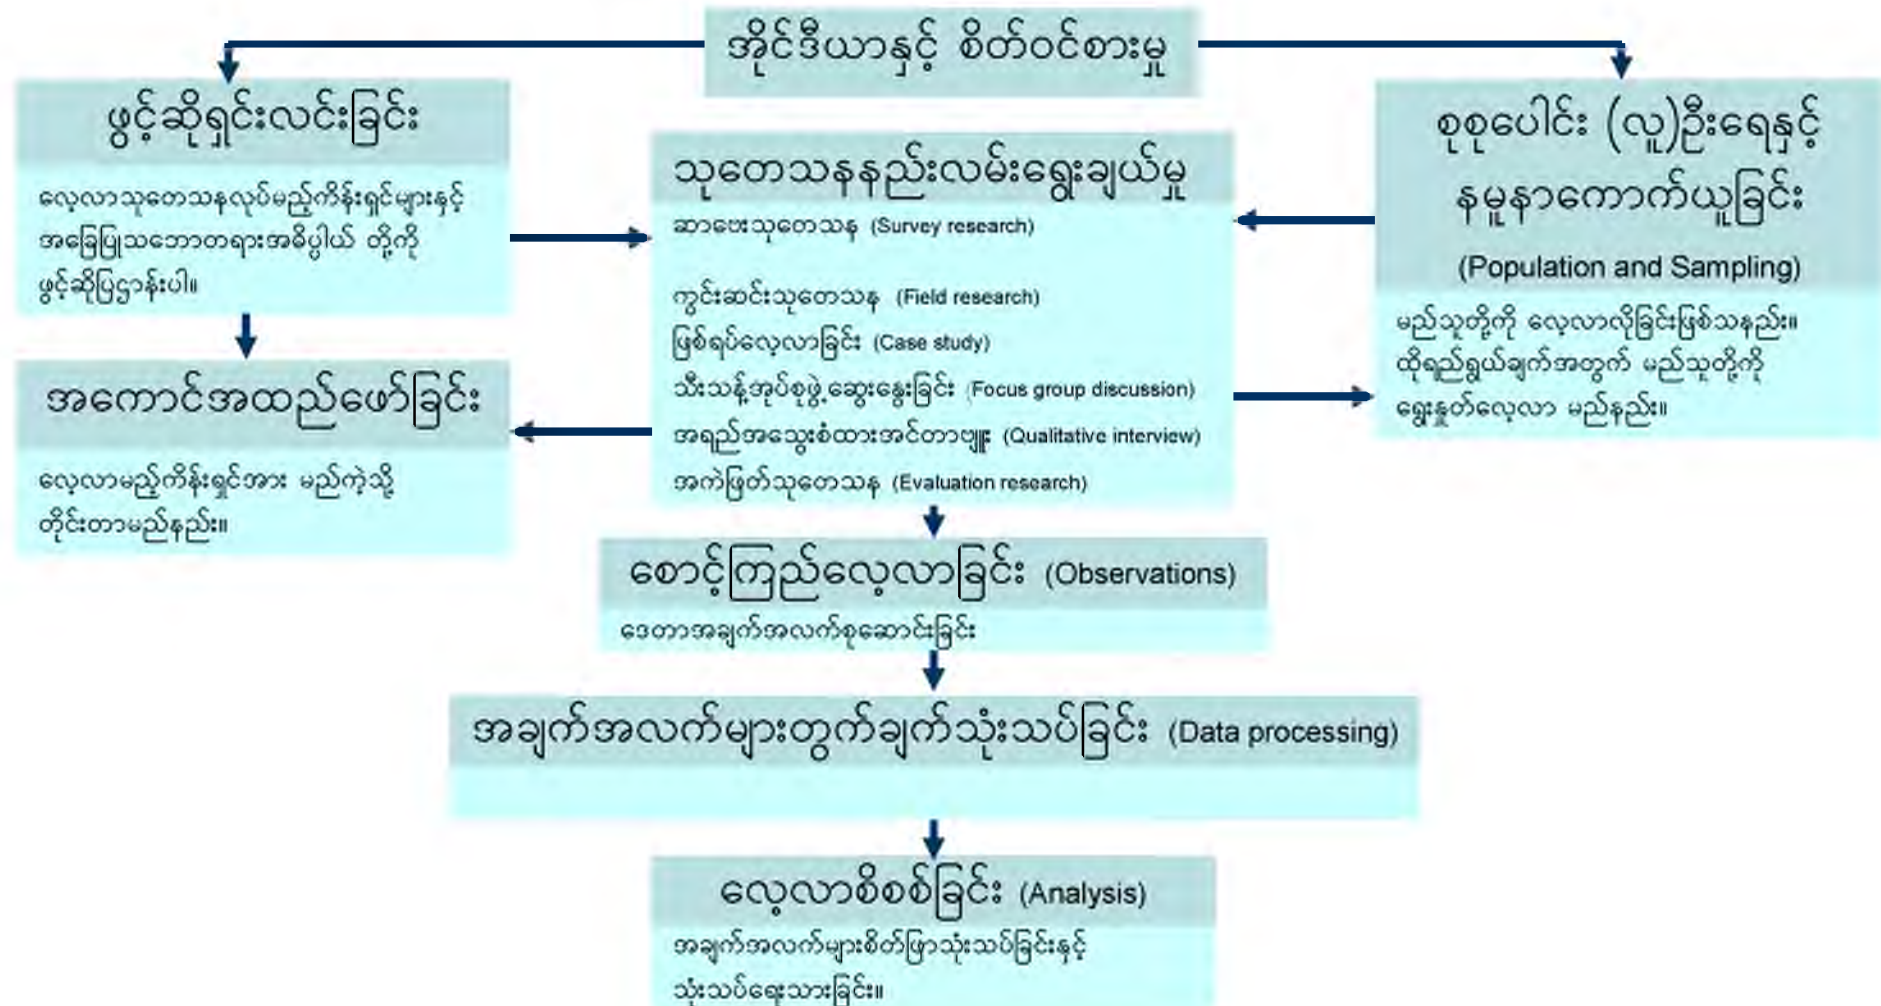 အိုင်ဒီယာနှင့် စိတ်ဝင်စားမှု
ဖွင့်ဆိုရှင်းလင်းခြင်း
လေ့လာသုတေသနလုပ်မည့်ကိန်းရှင်များနှင့်
အခြေပြုသဘောတရားအဓိပ္ပါယ် တို့ကို
ဖွင့်ဆိုပြဌာန်းပါ။
အကောင်အထည်ဖော်ခြင်း
လေ့လာမည့်ကိန်းရှင်အား မည်ကဲ့သို့
တိုင်းတာမည်နည်း။
သုတေသနနည်းလမ်းရွေးချယ်မှု
ဆာဗေးသုတေသန (Survey research)
ကွင်းဆင်းသုတေသန (Field research)
ဖြစ်ရပ်လေ့လာခြင်း (Case study)
သီးသန့်အုပ်စုဖွဲ့ဆွေးနွေးခြင်း (Focus group discussion)
အရည်အသွေးစံထားအင်တာဗျူး (Qualitative interview)
အကဲဖြတ်သုတေသန (Evaluation research)
စုစုပေါင်း (လူ)ဦးရေနှင့်
နမူနာကောက်ယူခြင်း
(Population and Sampling)
မည်သူတို့ကို လေ့လာလိုခြင်းဖြစ်သနည်း။
ထိုရည်ရွယ်ချက်အတွက် မည်သူတို့ကို
ရွေးနှုတ်လေ့လာ မည်နည်း။
စောင့်ကြည်လေ့လာခြင်း (Observations)
ဒေတာအချက်အလက်စုဆောင်းခြင်း
အချက်အလက်များတွက်ချက်သုံးသပ်ခြင်း (Data processing)
လေ့လာစိစစ်ခြင်း (Analysis)
အချက်အလက်များစိတ်ဖြာသုံးသပ်ခြင်းနှင့်
သုံးသပ်ရေးသားခြင်း။